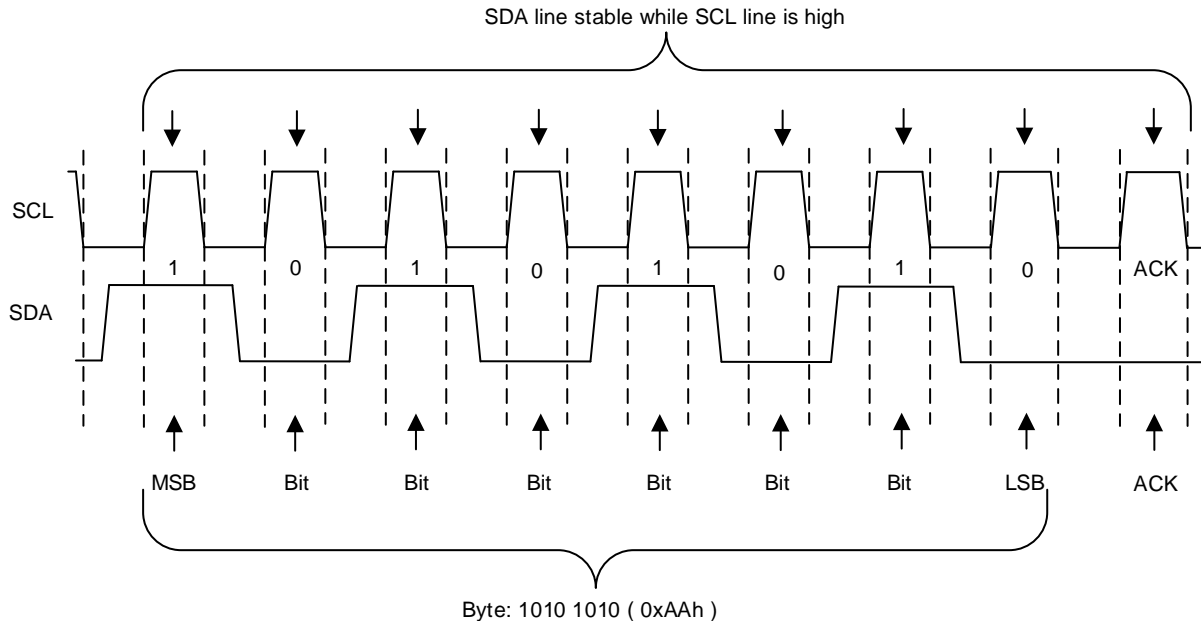 SDA line stable while SCL line is high
SCL
1 0 1 0 1 0 1 0 ACK
SDA
MSB Bit Bit Bit Bit Bit Bit LSB ACK
Byte: 1010 1010 ( 0xAAh )